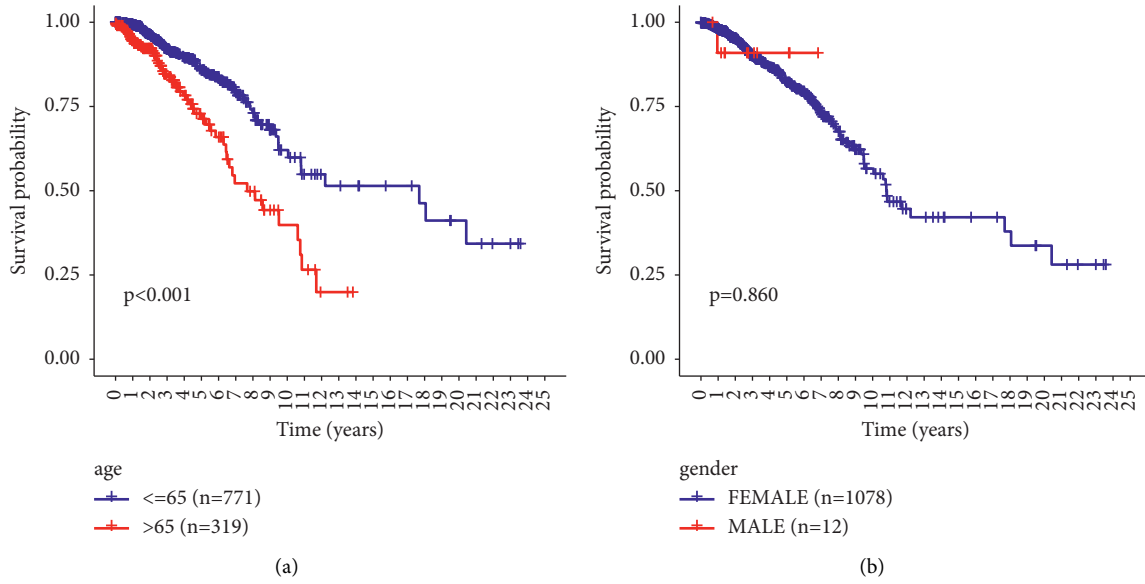 1.00
0.75
0.50
0.25
0.00
Survival probability
p<0.001
0 1 2 3 4 5 6 7 8 9 10 11 12 13 14 15 16 17 18 19 20 21 22 23 24 25
Time (years)
age
<=65 (n=771)
>65 (n=319)
(a)
1.00
0.75
0.50
0.25
0.00
Survival probability
p=0.860
0 1 2 3 4 5 6 7 8 9 10 11 12 13 14 15 16 17 18 19 20 21 22 23 24 25
Time (years)
gender
FEMALE (n=1078)
MALE (n=12)
(b)